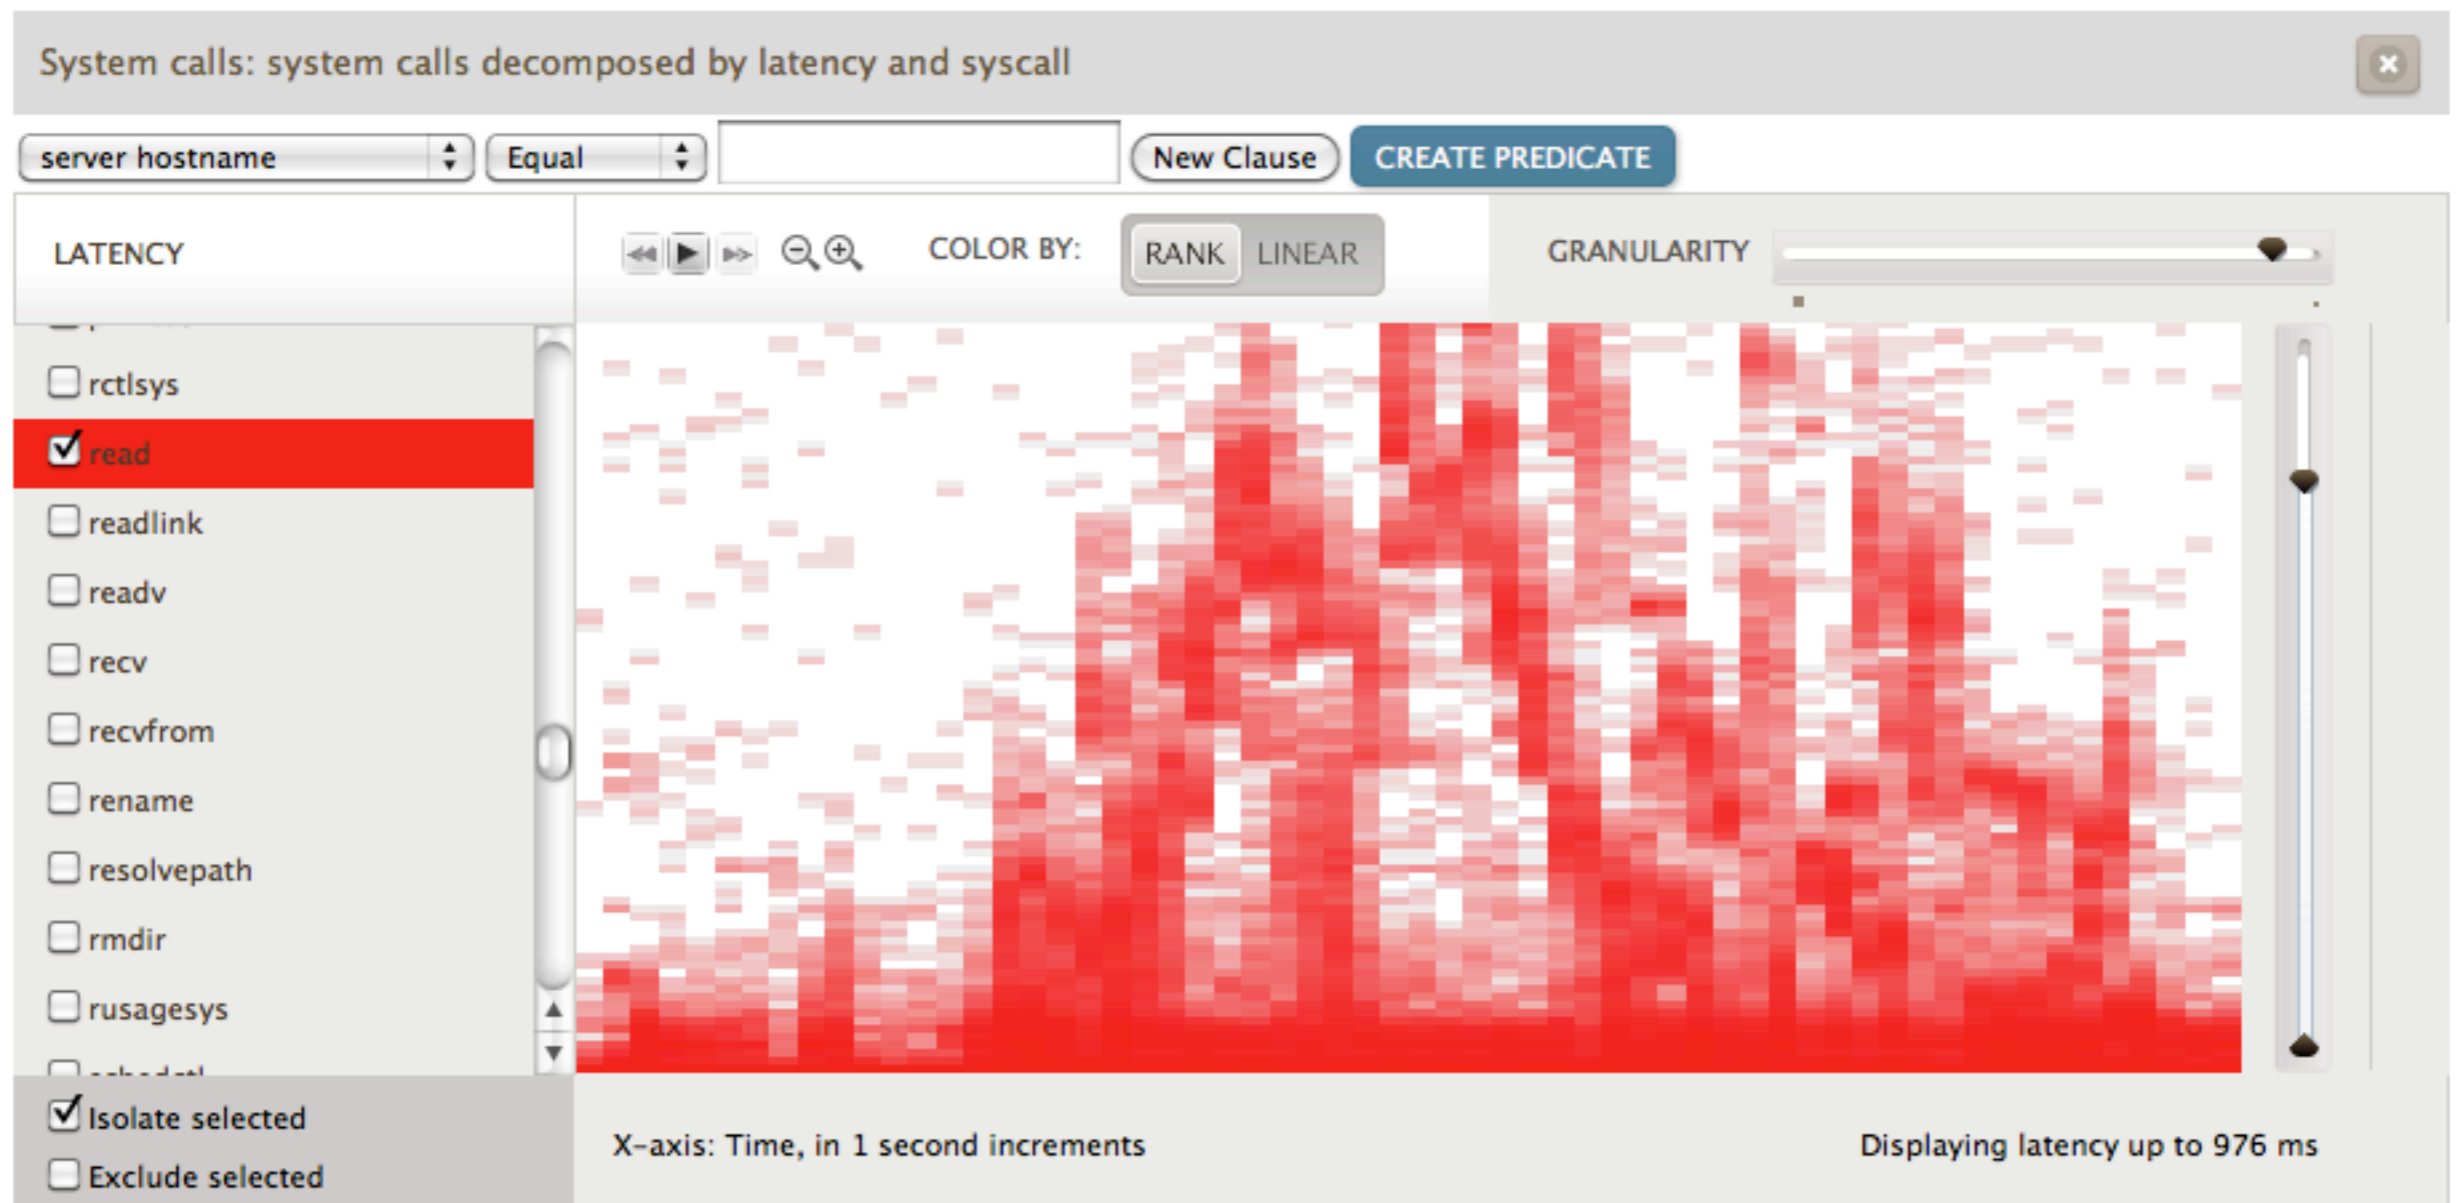 System calls: system calls decomposed by latency and syscall
server hostname Equal New Clause CREATE PREDICATE
LATENCY COLOR BY: RANK LINEAR GRANULARITY
rctlsys
read
readlink
readv
recv
recvfrom
rename
resolvepath
rmdir
rusagesys
Isolate selected
Exclude selected
X-axis: Time, in 1 second increments Displaying latency up to 976 ms